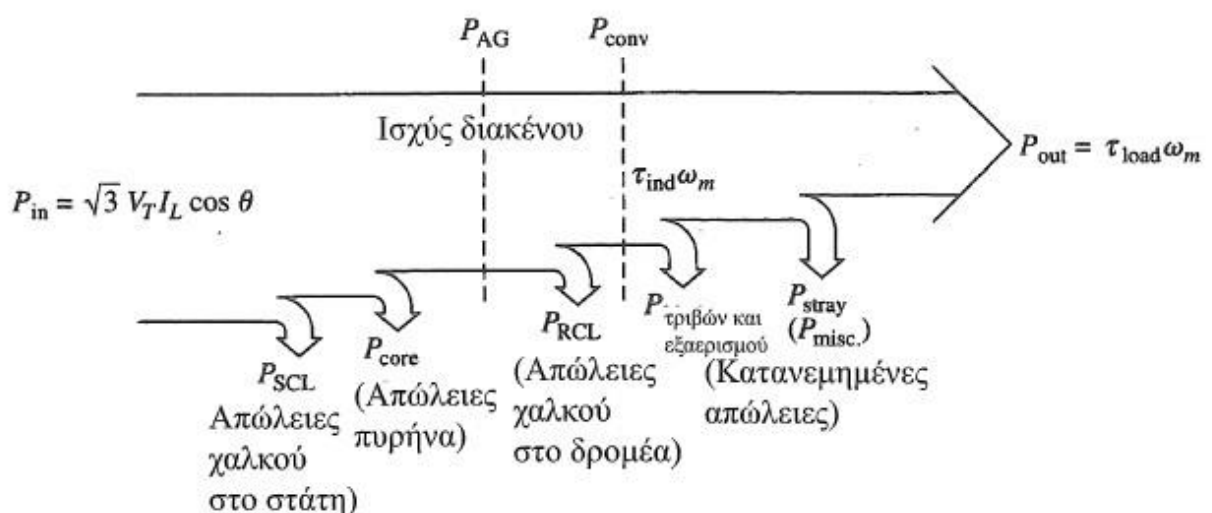 P_AG
P_conv
Ισχύς διακένου
P_in = √3 V_T I_L cos θ
τ_ind ω_m
P_out = τ_load ω_m
P_SCL
Απώλειες
χαλκού
στο στάτη)
P_core
(Απώλειες
πυρήνα)
P_RCL
(Απώλειες
χαλκού
στο δρομέα)
P_τριβών και
εξαερισμού
P_stray
(P_misc.)
(Κατανεμημένες
απώλειες)